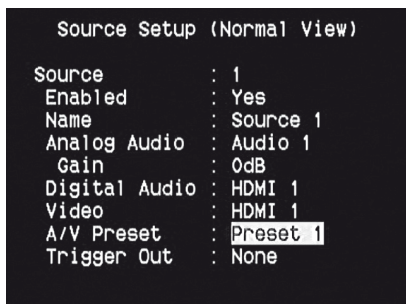 Source Setup (Normal View)
Source : 1
Enabled : Yes
Name : Source 1
Analog Audio : Audio 1
Gain : 0dB
Digital Audio : HDMI 1
Video : HDMI 1
A/V Preset : Preset 1
Trigger Out : None